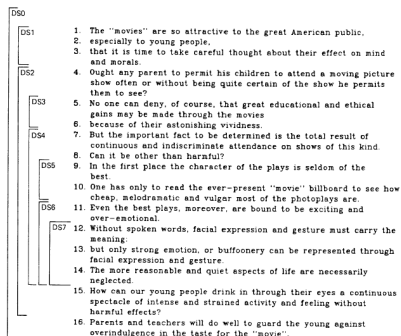 DS0
DS1
1. The "movies" are so attractive to the great American public,
2. especially to young people,
3. that it is time to take careful thought about their effect on mind
and morals.
DS2
4. Ought any parent to permit his children to attend a moving picture
show often or without being quite certain of the show he permits
them to see?
DS3
5. No one can deny, of course, that great educational and ethical
gains may be made through the movies
6. because of their astonishing vividness.
DS4
7. But the important fact to be determined is the total result of
continuous and indiscriminate attendance on shows of this kind.
8. Can it be other than harmful?
DS5
9. In the first place the character of the plays is seldom of the
best.
10. One has only to read the ever-present "movie" billboard to see how
cheap, melodramatic and vulgar most of the photoplays are.
DS6
11. Even the best plays, moreover, are bound to be exciting and
over-emotional.
DS7
12. Without spoken words, facial expression and gesture must carry the
meaning:
13. but only strong emotion, or buffoonery can be represented through
facial expression and gesture.
14. The more reasonable and quiet aspects of life are necessarily
neglected.
15. How can our young people drink in through their eyes a continuous
spectacle of intense and strained activity and feeling without
harmful effects?
16. Parents and teachers will do well to guard the young against
overindulgence in the taste for the "movie".